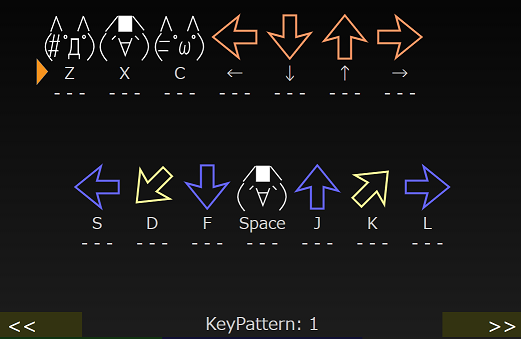 Z X C ← ↓ ↑ →
--- --- --- --- --- --- ---
S D F Space J K L
--- --- --- --- --- --- ---
<< KeyPattern: 1 >>